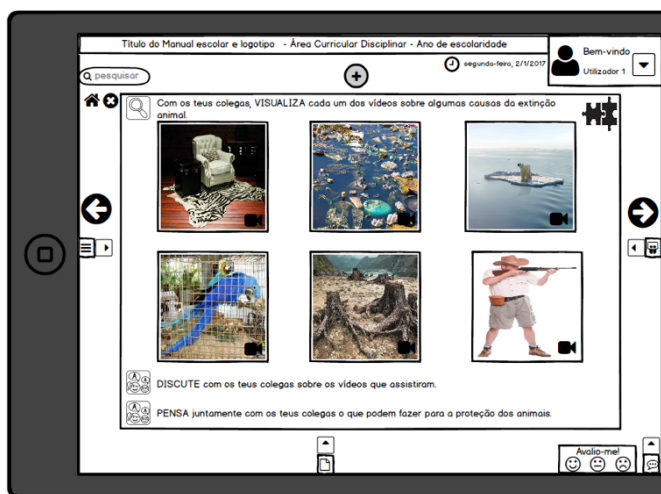 Título do Manual escolar e logotipo - Área Curricular Disciplinar - Ano de escolaridade
Bem-vindo
Utilizador 1
segunda-feira, 2/1/2017
pesquisar
Com os teus colegas, VISUALIZA cada um dos vídeos sobre algumas causas da extinção
animal.
DISCUTE com os teus colegas sobre os vídeos que assistiram.
PENSA juntamente com os teus colegas o que podem fazer para a proteção dos animais.
Avalio-me!